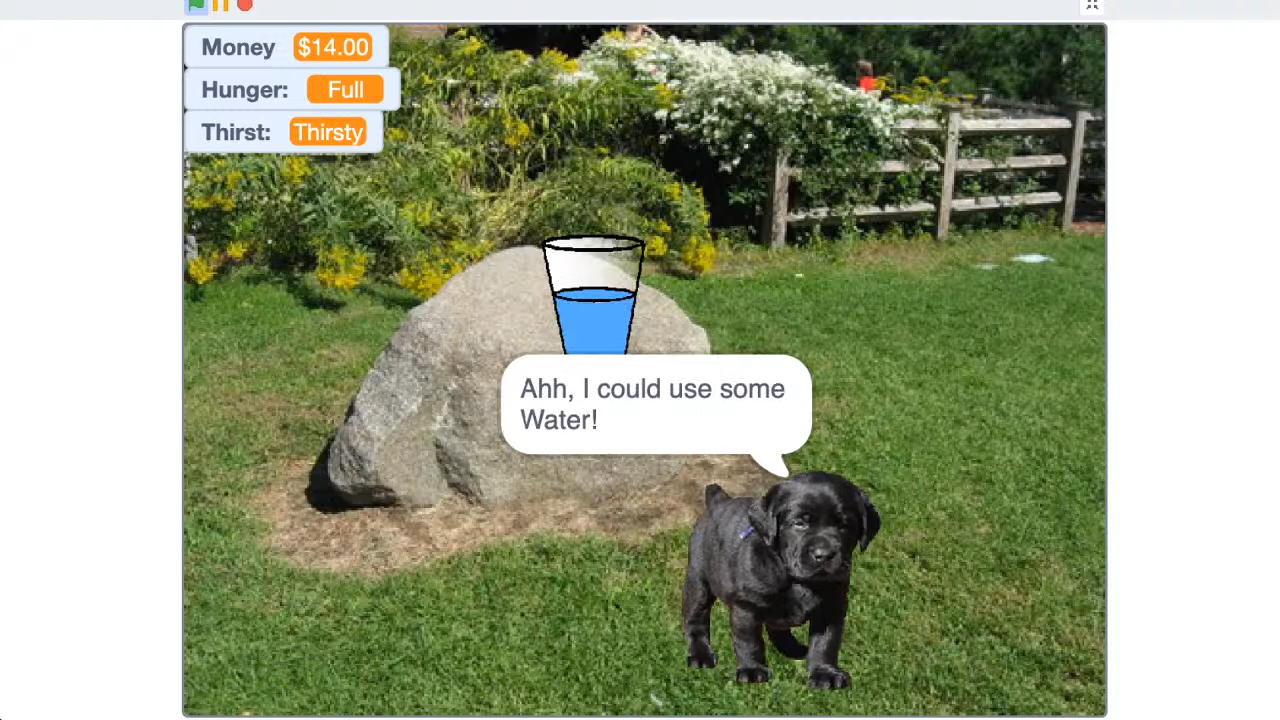 Money $14.00
Hunger: Full
Thirst: Thirsty
Ahh, I could use some
Water!